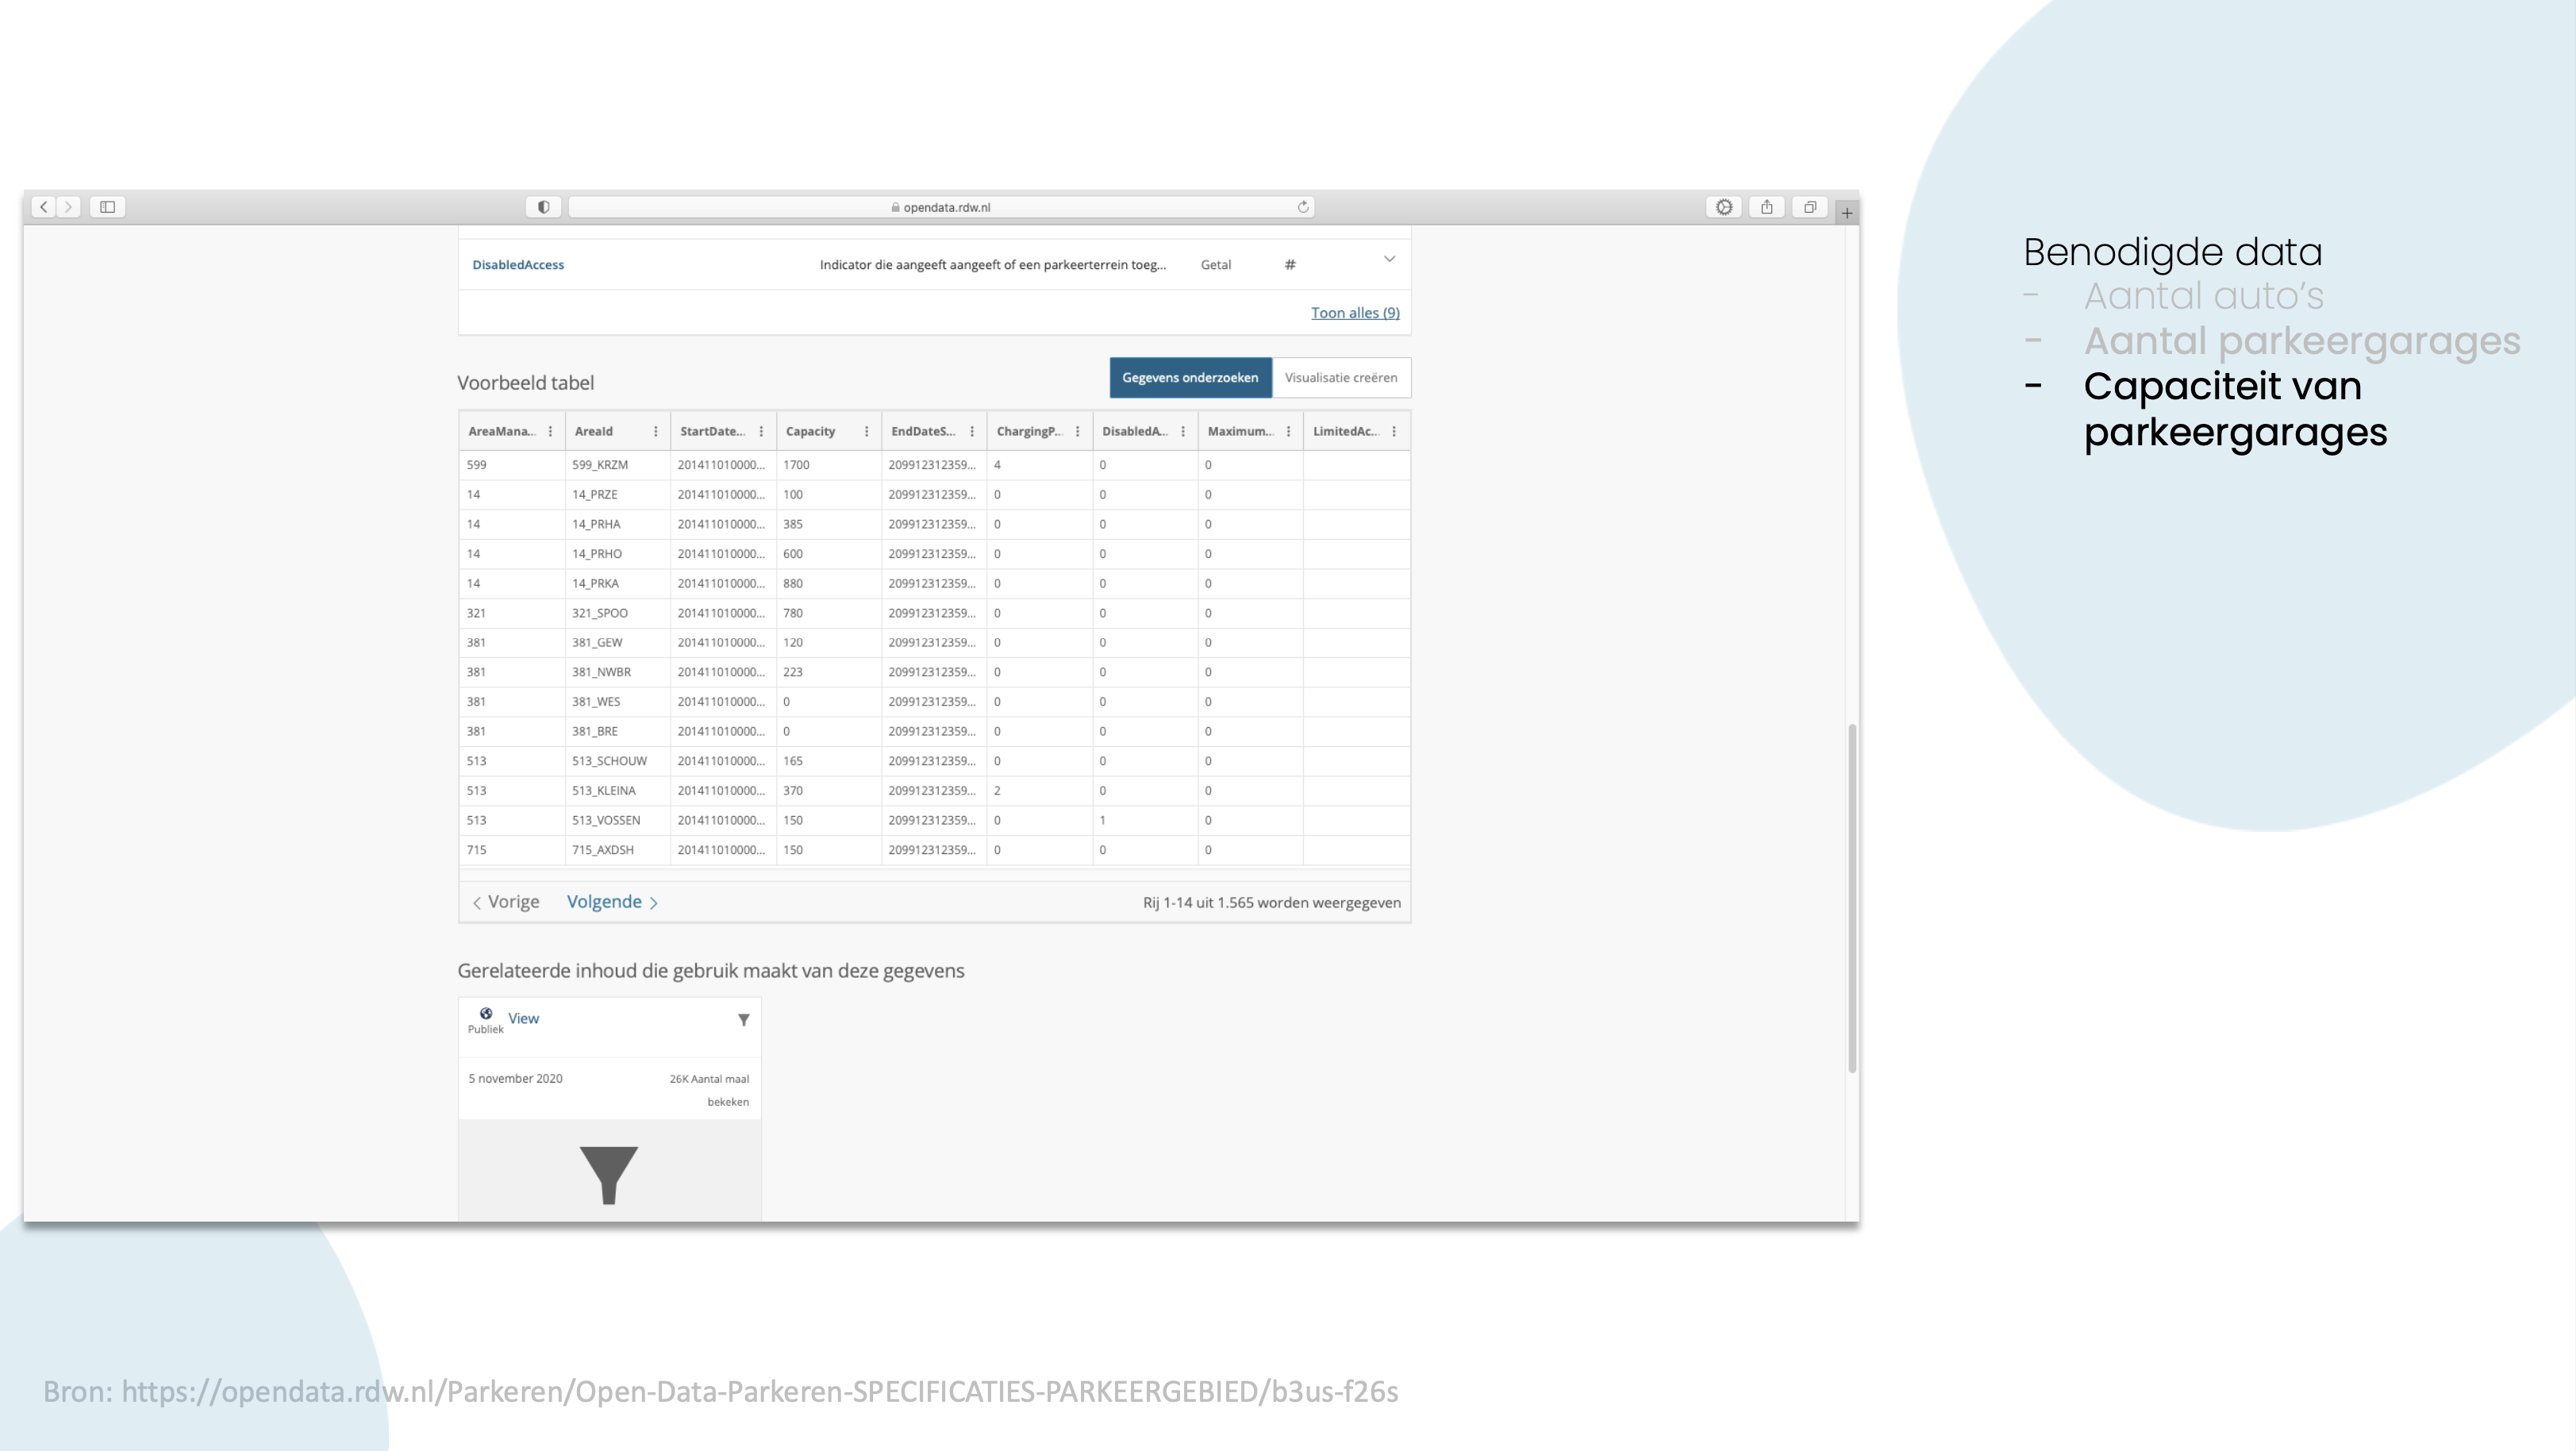 opendata.rdw.nl
DisabledAccess Indicator die aangeeft aangeeft of een parkeerterrein toeg... Getal #
Toon alles (9)
Voorbeeld tabel Gegevens onderzoeken Visualisatie creëren
AreaMana... AreaId StartDate... Capacity EndDateS... ChargingP... DisabledA... Maximum... LimitedAc...
599 599_KRZM 201411010000... 1700 209912312359... 4 0 0
14 14_PRZE 201411010000... 100 209912312359... 0 0 0
14 14_PRHA 201411010000... 385 209912312359... 0 0 0
14 14_PRHO 201411010000... 600 209912312359... 0 0 0
14 14_PRKA 201411010000... 880 209912312359... 0 0 0
321 321_SPOO 201411010000... 780 209912312359... 0 0 0
381 381_GEW 201411010000... 120 209912312359... 0 0 0
381 381_NWBR 201411010000... 223 209912312359... 0 0 0
381 381_WES 201411010000... 0 209912312359... 0 0 0
381 381_BRE 201411010000... 0 209912312359... 0 0 0
513 513_SCHOUW 201411010000... 165 209912312359... 0 0 0
513 513_KLEINA 201411010000... 370 209912312359... 2 0 0
513 513_VOSSEN 201411010000... 150 209912312359... 0 1 0
715 715_AXDSH 201411010000... 150 209912312359... 0 0 0
< Vorige Volgende > Rij 1-14 uit 1.565 worden weergegeven
Gerelateerde inhoud die gebruik maakt van deze gegevens
Publiek View
5 november 2020 26K Aantal maal
bekeken
Benodigde data
- Aantal auto's
- Aantal parkeergarages
- Capaciteit van
parkeergarages
Bron: https://opendata.rdw.nl/Parkeren/Open-Data-Parkeren-SPECIFICATIES-PARKEERGEBIED/b3us-f26s